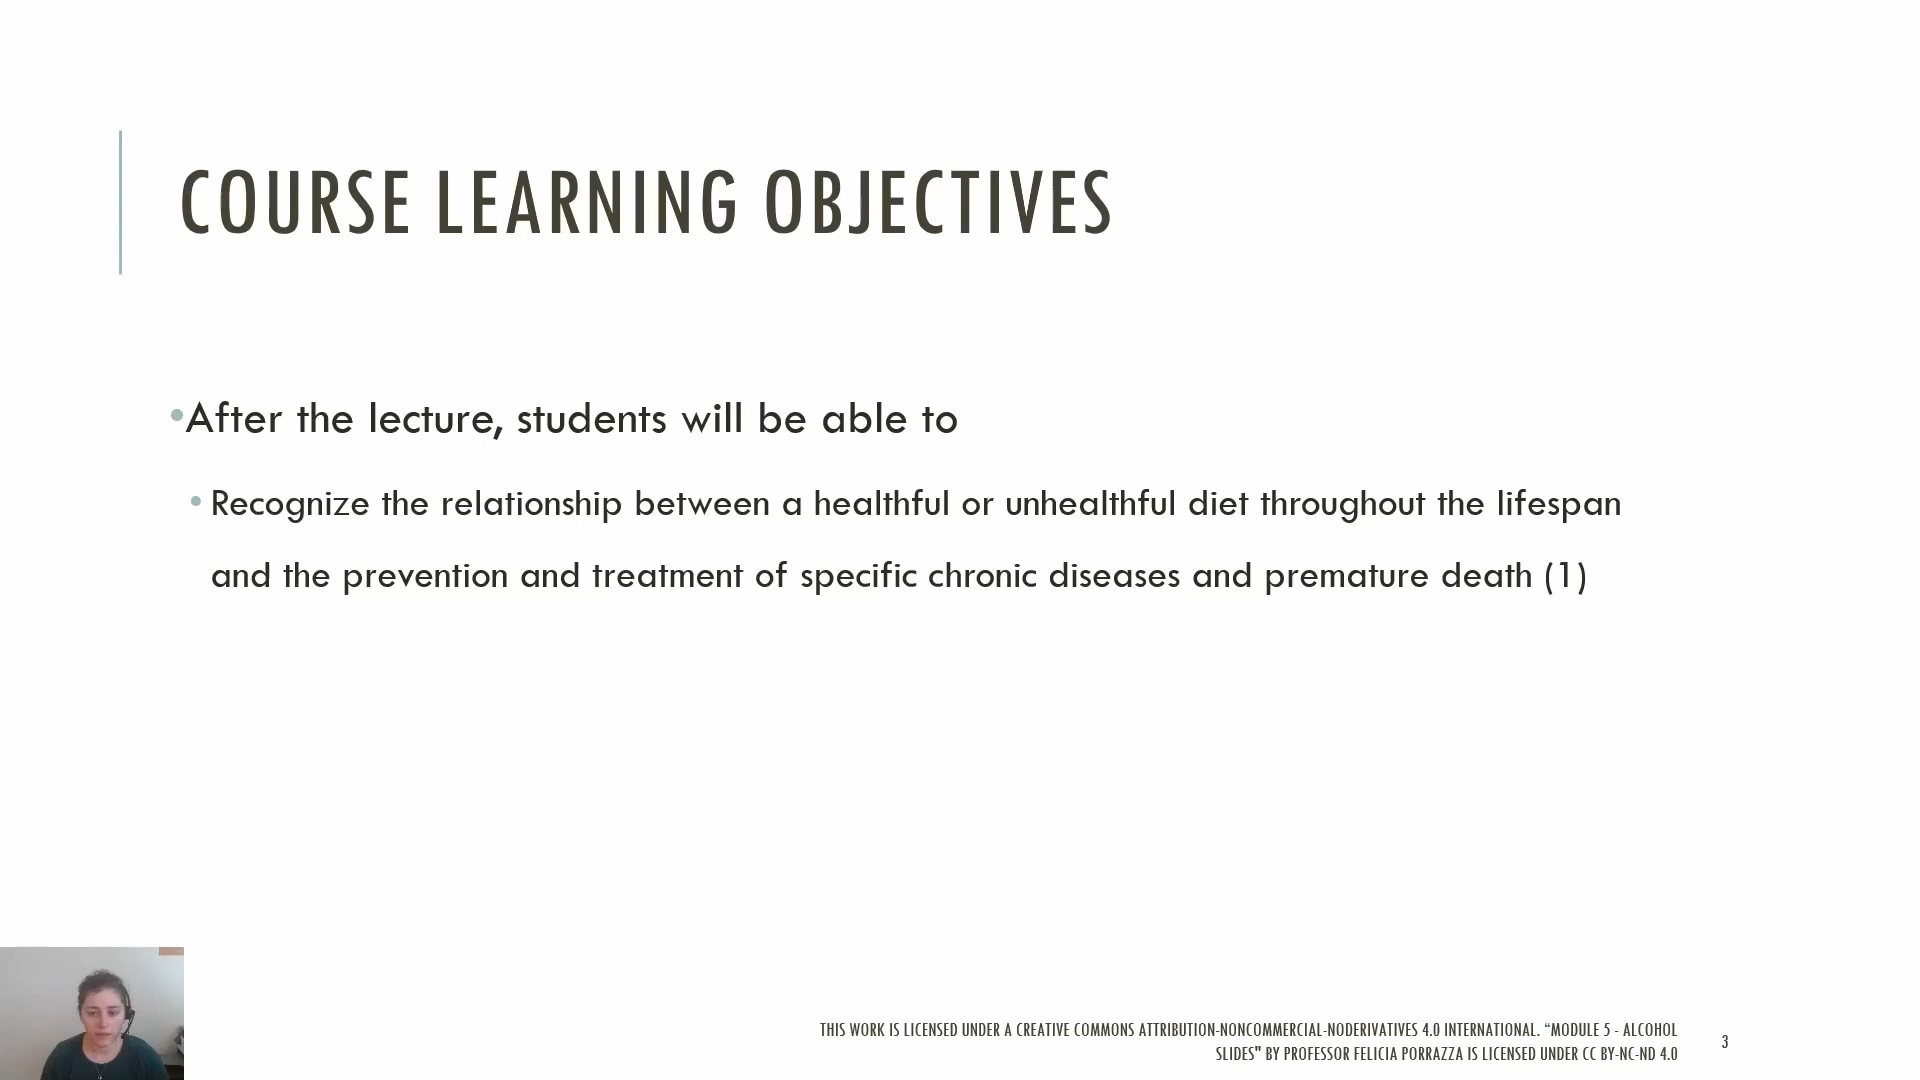 COURSE LEARNING OBJECTIVES
•After the lecture, students will be able to
• Recognize the relationship between a healthful or unhealthful diet throughout the lifespan
and the prevention and treatment of specific chronic diseases and premature death (1)
THIS WORK IS LICENSED UNDER A CREATIVE COMMONS ATTRIBUTION-NONCOMMERCIAL-NODERIVATIVES 4.0 INTERNATIONAL. “MODULE 5 - ALCOHOL
SLIDES" BY PROFESSOR FELICIA PORRAZZA IS LICENSED UNDER CC BY-NC-ND 4.0
3